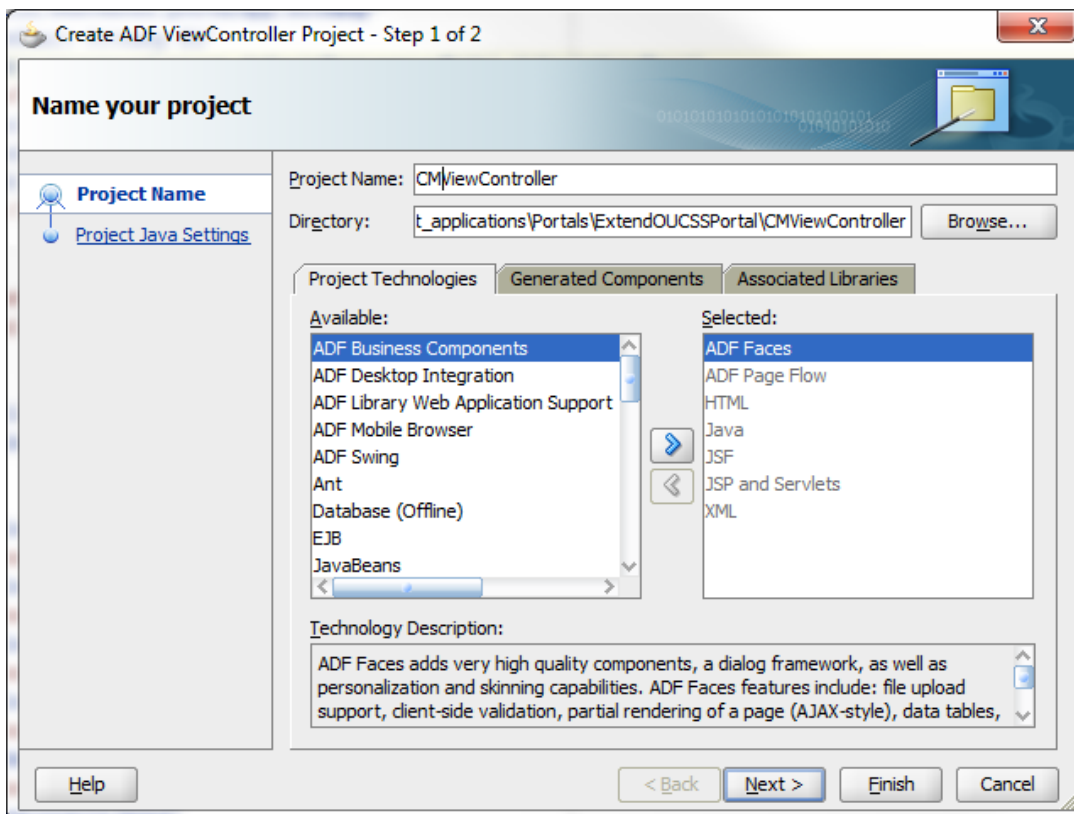 Create ADF ViewController Project - Step 1 of 2
Name your project
Project Name
Project Java Settings
Project Name: CMViewController
Directory: t_applications\Portals\ExtendOUCSSPortal\CMViewController Browse...
Project Technologies Generated Components Associated Libraries
Available:
ADF Business Components
ADF Desktop Integration
ADF Library Web Application Support
ADF Mobile Browser
ADF Swing
Ant
Database (Offline)
EJB
JavaBeans
Selected:
ADF Faces
ADF Page Flow
HTML
Java
JSF
JSP and Servlets
XML
Technology Description:
ADF Faces adds very high quality components, a dialog framework, as well as
personalization and skinning capabilities. ADF Faces features include: file upload
support, client-side validation, partial rendering of a page (AJAX-style), data tables,
Help < Back Next > Finish Cancel